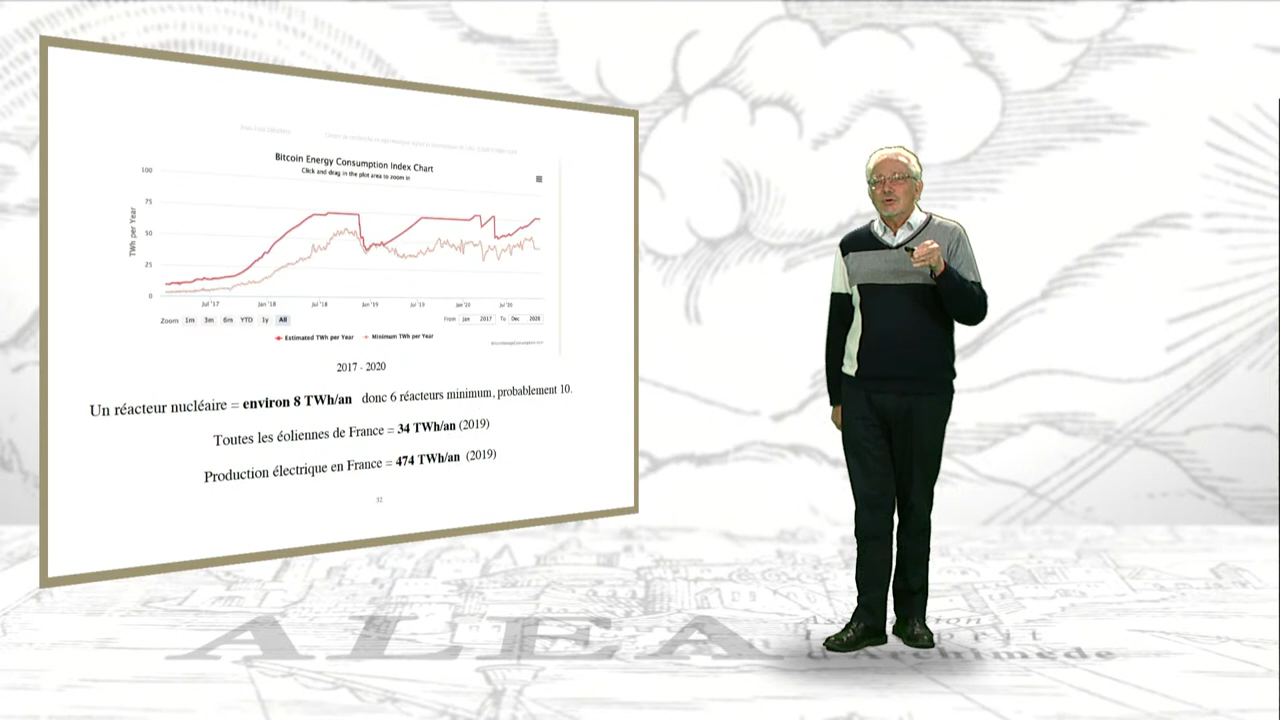 Bitcoin Energy Consumption Index Chart
Click and drag in the plot area to zoom in
100
75
50
25
0
TWh per Year
Jul '17
Jan '18
Jul '18
Jan '19
Jul '19
Jan '20
Jul '20
Zoom 1m 3m 6m YTD 1y All
From Jan 2017 To Dec 2020
Estimated TWh per Year Minimum TWh per Year
BitcoinEnergyConsumption.com
2017 - 2020
Un réacteur nucléaire = environ 8 TWh/an donc 6 réacteurs minimum, probablement 10.
Toutes les éoliennes de France = 34 TWh/an (2019)
Production électrique en France = 474 TWh/an (2019)
32
ALEA
d'Archimède